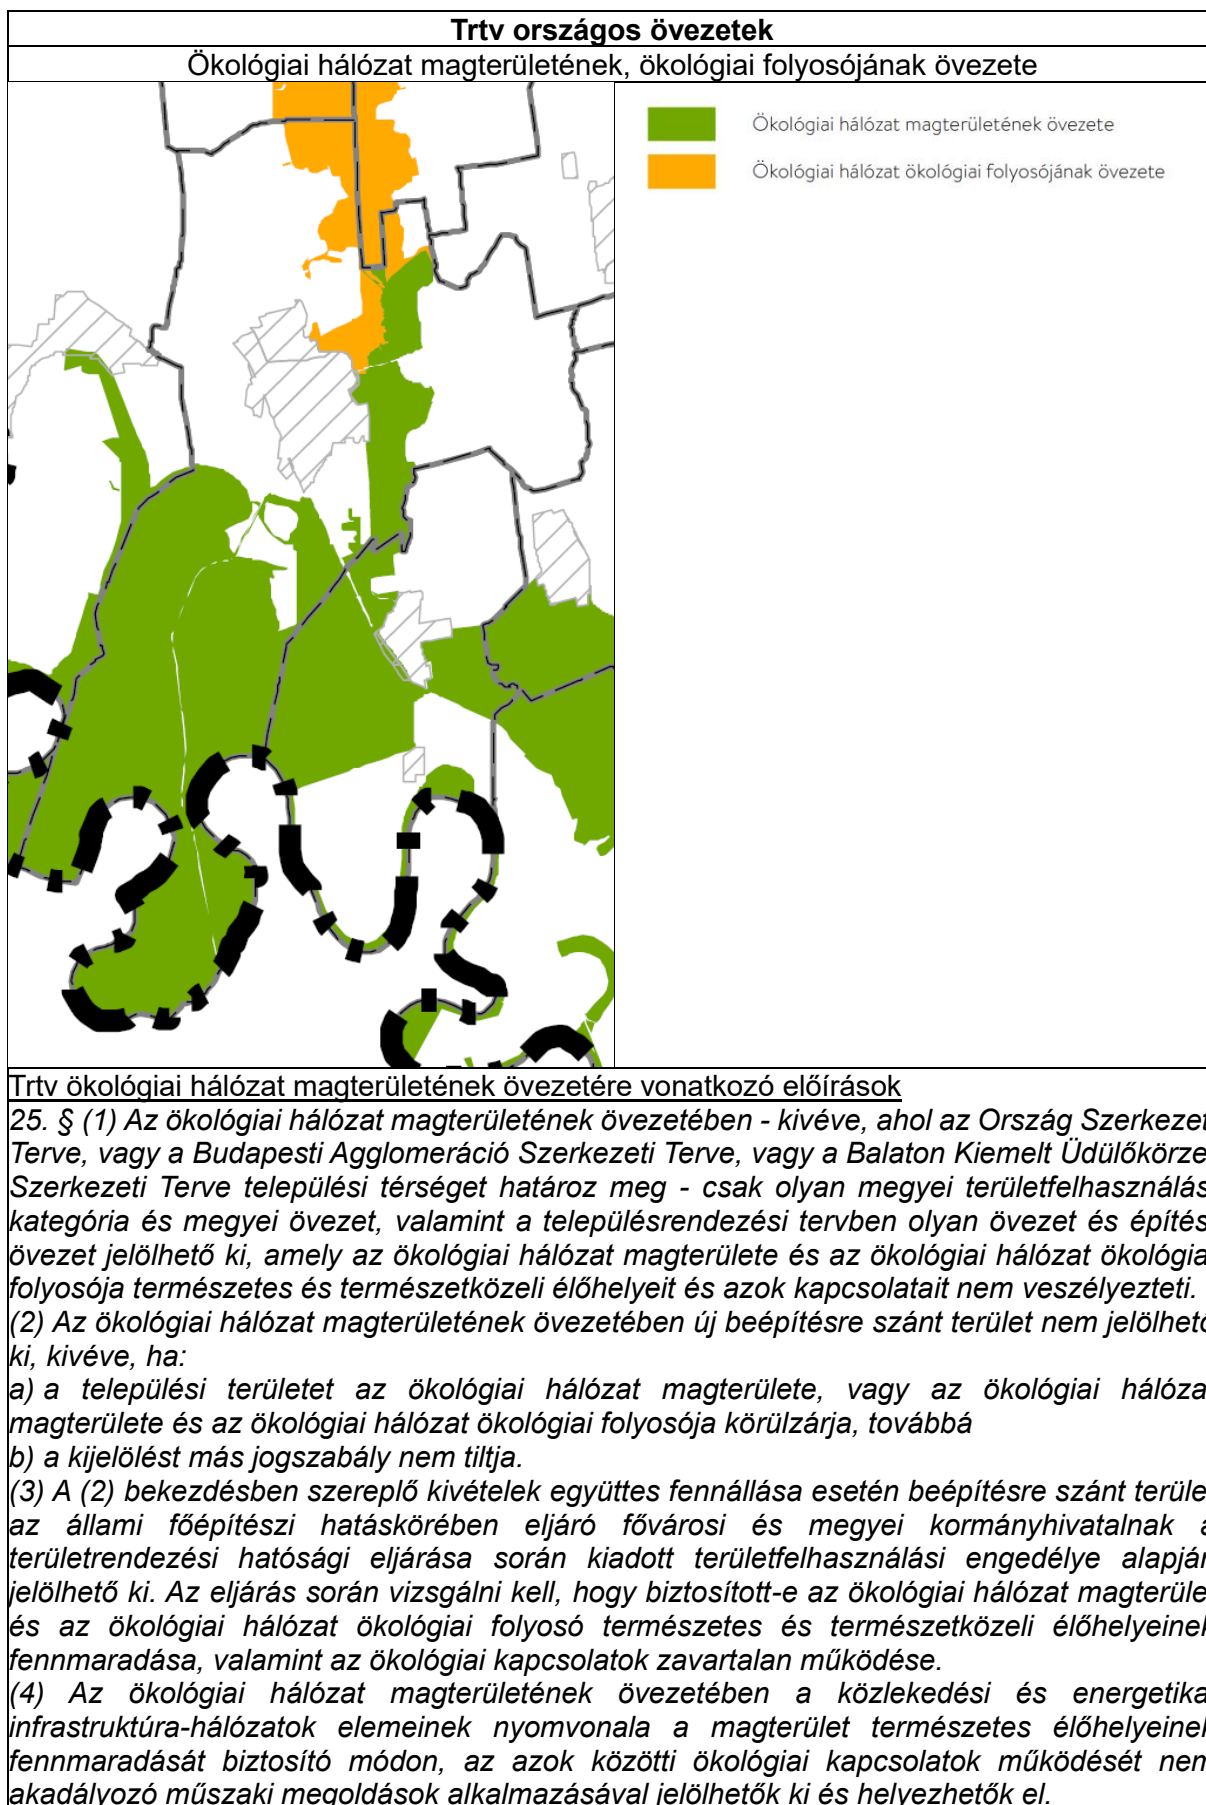 Trtv országos övezetek
Ökológiai hálózat magterületének, ökológiai folyosójának övezete
Ökológiai hálózat magterületének övezete
Ökológiai hálózat ökológiai folyosójának övezete
Trtv ökológiai hálózat magterületének övezetére vonatkozó előírások
25. § (1) Az ökológiai hálózat magterületének övezetében - kivéve, ahol az Ország Szerkezet
Terve, vagy a Budapesti Agglomeráció Szerkezeti Terve, vagy a Balaton Kiemelt Üdülőkörze
Szerkezeti Terve települési térséget határoz meg - csak olyan megyei területfelhasználás
kategória és megyei övezet, valamint a településrendezési tervben olyan övezet és építés
övezet jelölhető ki, amely az ökológiai hálózat magterülete és az ökológiai hálózat ökológia
folyosója természetes és természetközeli élőhelyeit és azok kapcsolatait nem veszélyezteti.
(2) Az ökológiai hálózat magterületének övezetében új beépítésre szánt terület nem jelölhető
ki, kivéve, ha:
a) a települési területet az ökológiai hálózat magterülete, vagy az ökológiai hálóza
magterülete és az ökológiai hálózat ökológiai folyosója körülzárja, továbbá
b) a kijelölést más jogszabály nem tiltja.
(3) A (2) bekezdésben szereplő kivételek együttes fennállása esetén beépítésre szánt terüle
az állami főépítészi hatáskörében eljáró fővárosi és megyei kormányhivatalnak a
területrendezési hatósági eljárása során kiadott területfelhasználási engedélye alapján
jelölhető ki. Az eljárás során vizsgálni kell, hogy biztosított-e az ökológiai hálózat magterüle
és az ökológiai hálózat ökológiai folyosó természetes és természetközeli élőhelyeinek
fennmaradása, valamint az ökológiai kapcsolatok zavartalan működése.
(4) Az ökológiai hálózat magterületének övezetében a közlekedési és energetika
infrastruktúra-hálózatok elemeinek nyomvonala a magterület természetes élőhelyeinek
fennmaradását biztosító módon, az azok közötti ökológiai kapcsolatok működését nem
akadályozó műszaki megoldások alkalmazásával jelölhetők ki és helyezhetők el.